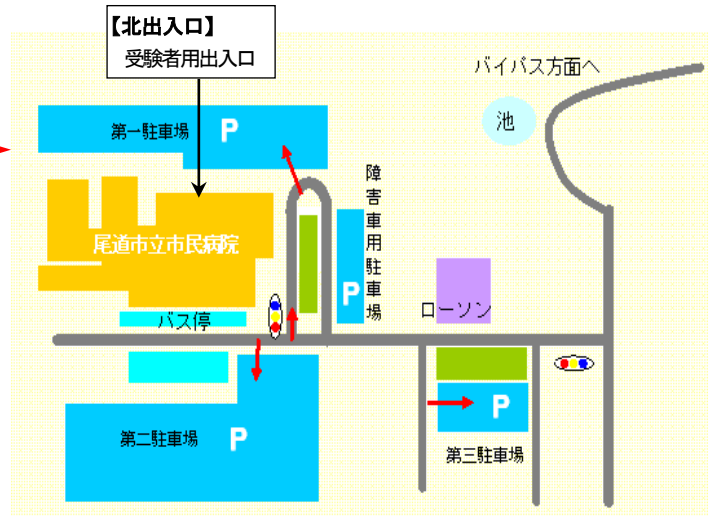 【北出入口】
受験者用出入口
バイパス方面へ
池
第一駐車場 P
障害車用駐車場
P
尾道市立市民病院
ローソン
バス停
P
第二駐車場 P
第三駐車場